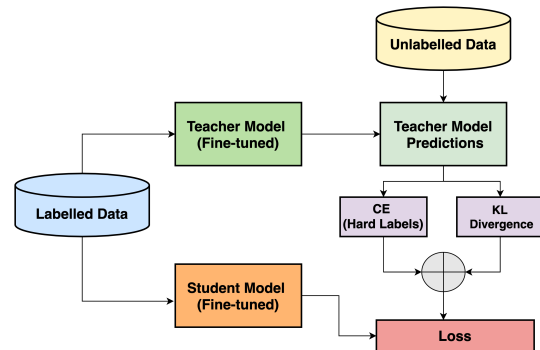 Unlabelled Data
Teacher Model
(Fine-tuned)
Teacher Model
Predictions
Labelled Data
CE
(Hard Labels)
KL
Divergence
Student Model
(Fine-tuned)
Loss